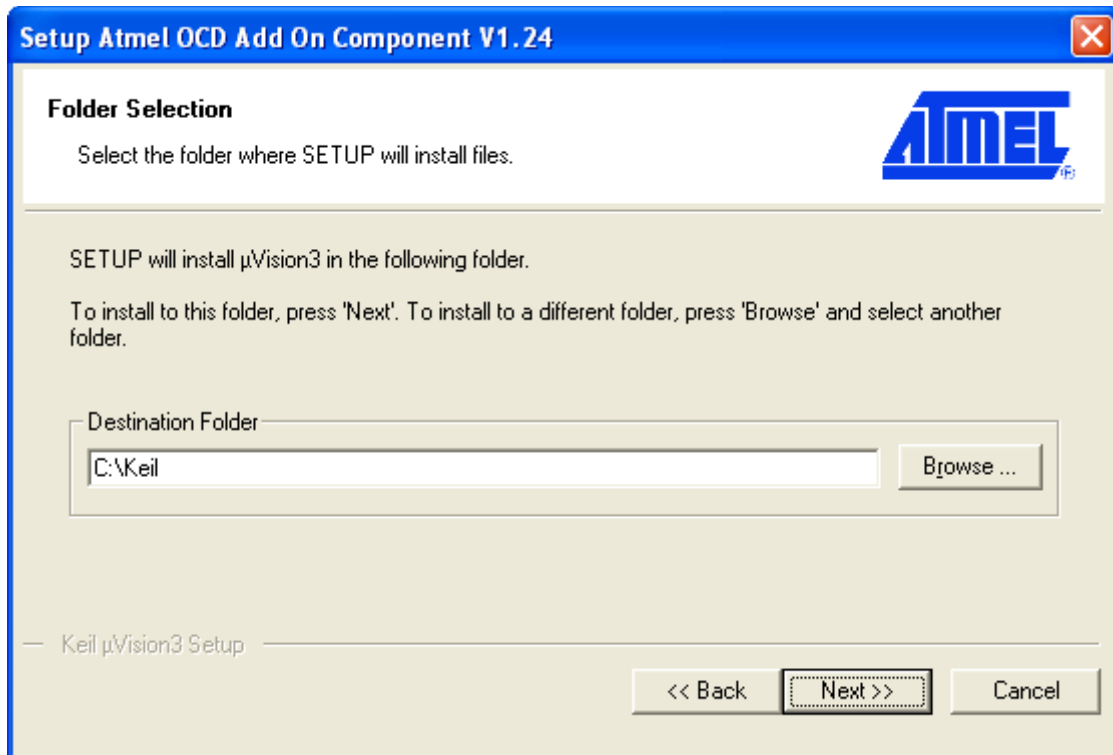 Setup Atmel OCD Add On Component V1.24
Folder Selection
Select the folder where SETUP will install files.
ATMEL
®
SETUP will install µVision3 in the following folder.
To install to this folder, press 'Next'. To install to a different folder, press 'Browse' and select another
folder.
Destination Folder
C:\Keil
Browse ...
Keil µVision3 Setup
<< Back
Next >>
Cancel